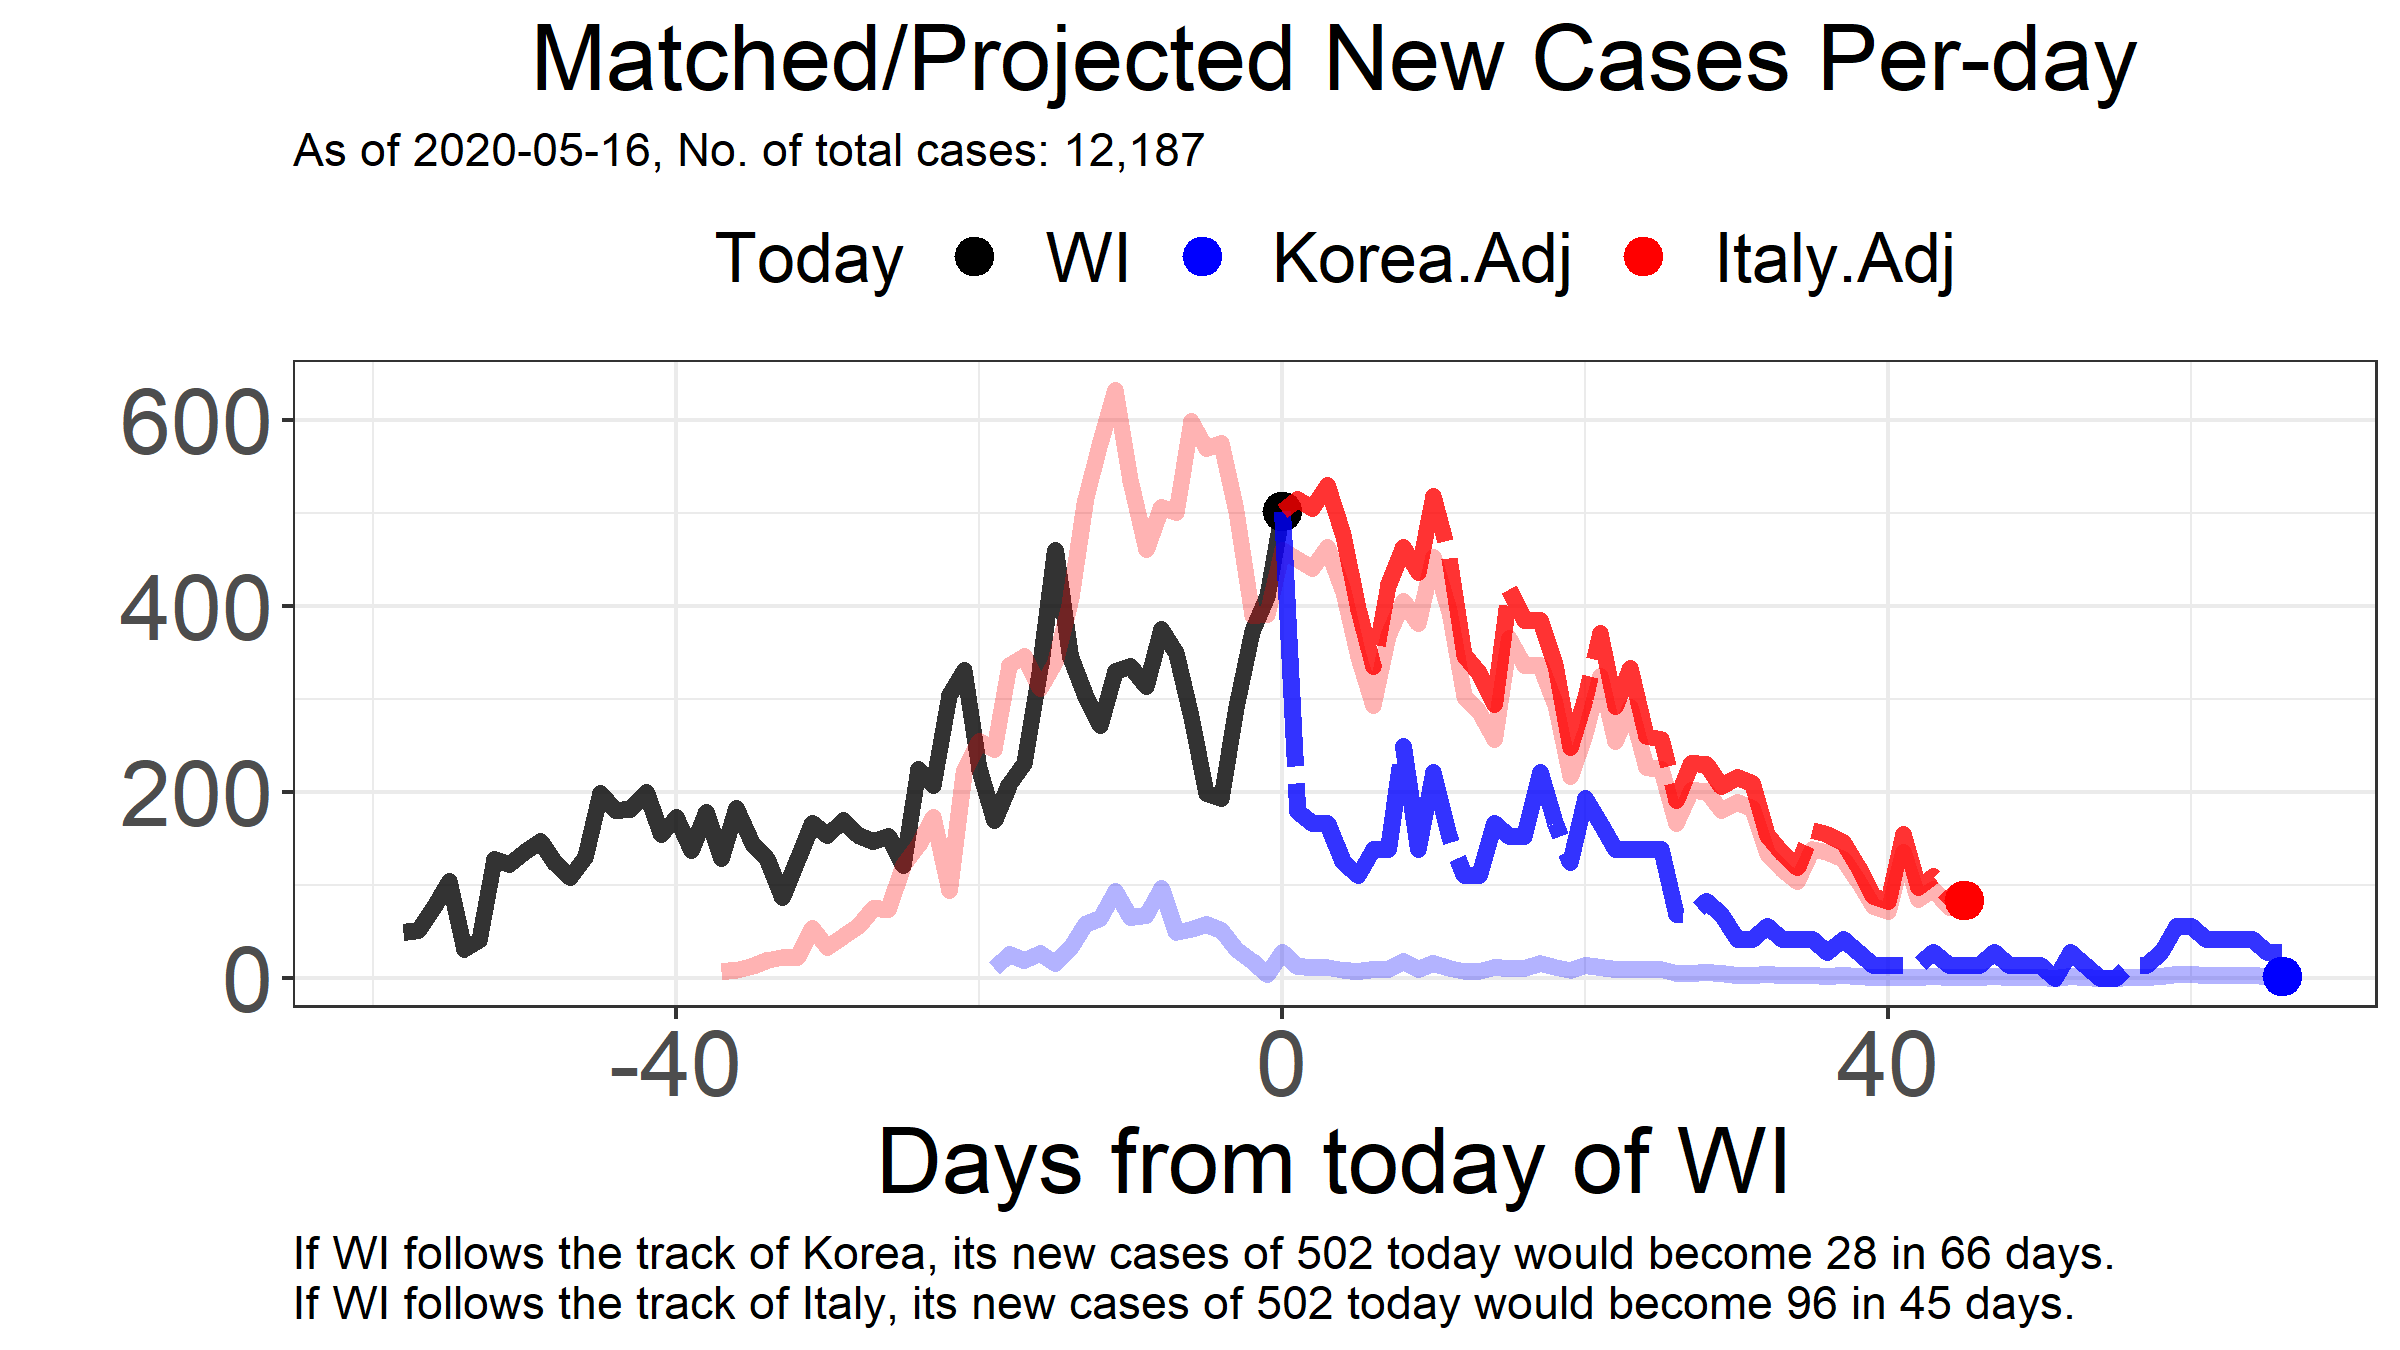 Matched/Projected New Cases Per-day
As of 2020-05-16, No. of total cases: 12,187
Today WI Korea.Adj Italy.Adj
600
400
200
0
-40 0 40
Days from today of WI
If WI follows the track of Korea, its new cases of 502 today would become 28 in 66 days.
If WI follows the track of Italy, its new cases of 502 today would become 96 in 45 days.